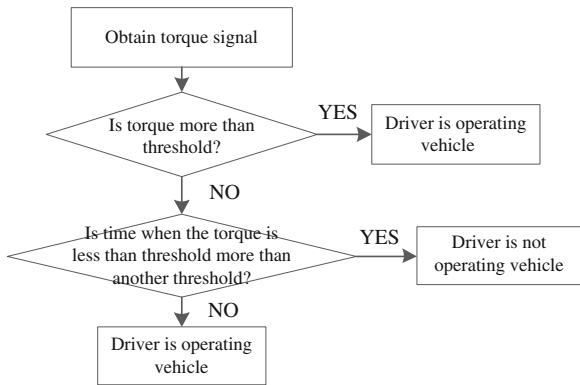 Obtain torque signal
Is torque more than
threshold?
YES
Driver is operating
vehicle
NO
Is time when the torque is
less than threshold more than
another threshold?
YES
Driver is not
operating vehicle
NO
Driver is operating
vehicle